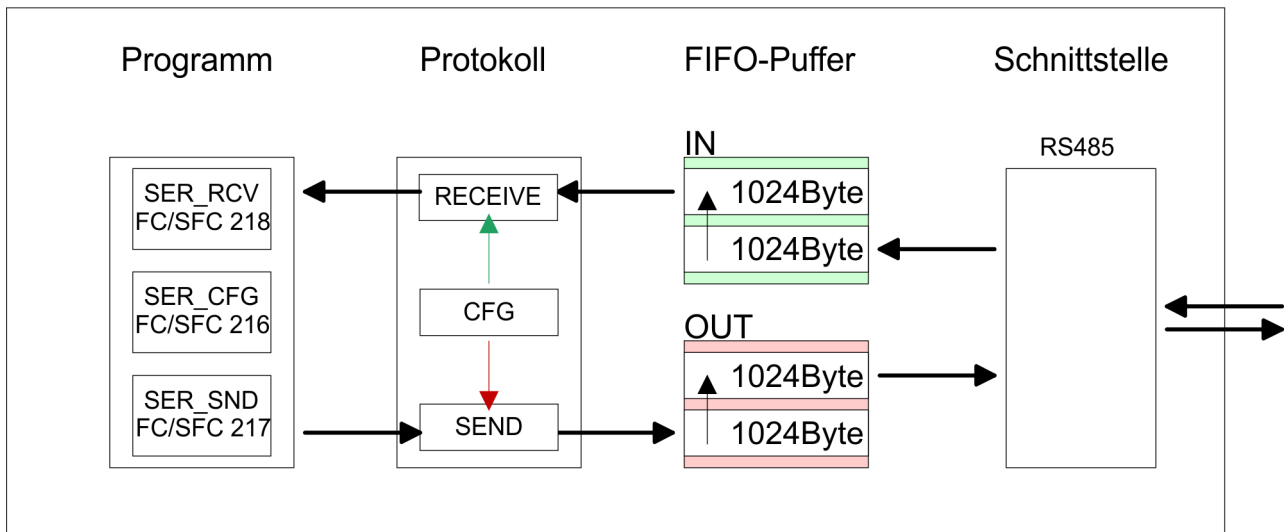 Programm
Protokoll
FIFO-Puffer
Schnittstelle
SER_RCV
FC/SFC 218
SER_CFG
FC/SFC 216
SER_SND
FC/SFC 217
RECEIVE
CFG
SEND
IN
1024Byte
1024Byte
OUT
1024Byte
1024Byte
RS485